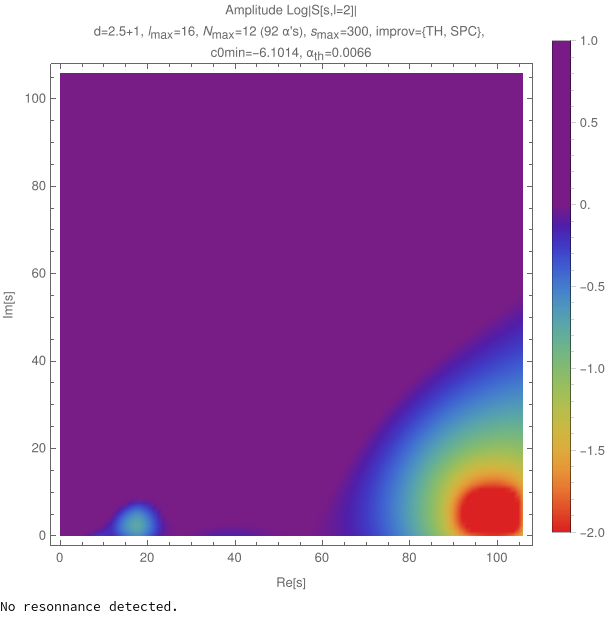 Amplitude Log|S[s,l=2]|
d=2.5+1, lmax=16, Nmax=12 (92 α's), smax=300, improv={TH, SPC},
c0min=−6.1014, αth=0.0066
1.0
0.5
0.
−0.5
−1.0
−1.5
−2.0
Im[s]
100
80
60
40
20
0
0 20 40 60 80 100
Re[s]
No resonnance detected.